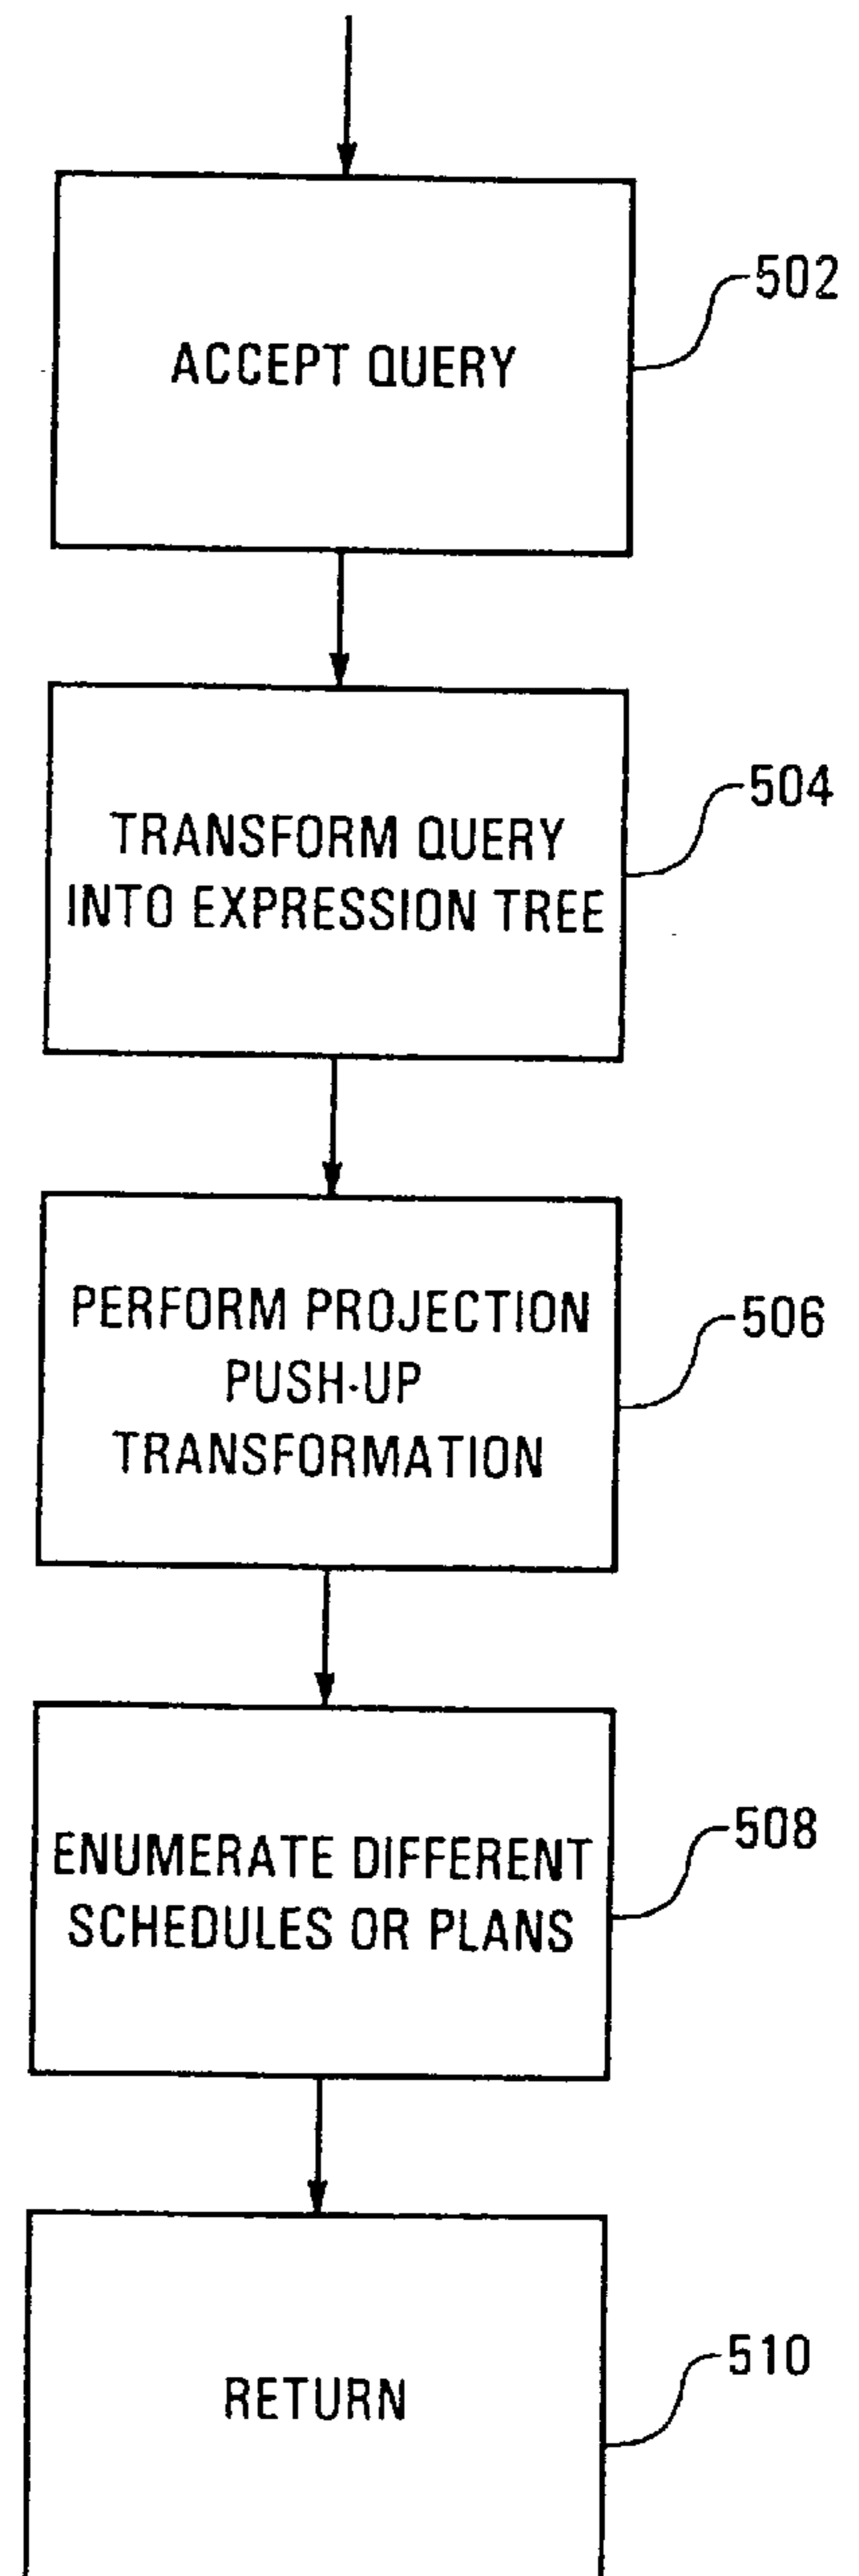 502
ACCEPT QUERY
504
TRANSFORM QUERY
INTO EXPRESSION TREE
506
PERFORM PROJECTION
PUSH-UP
TRANSFORMATION
508
ENUMERATE DIFFERENT
SCHEDULES OR PLANS
510
RETURN